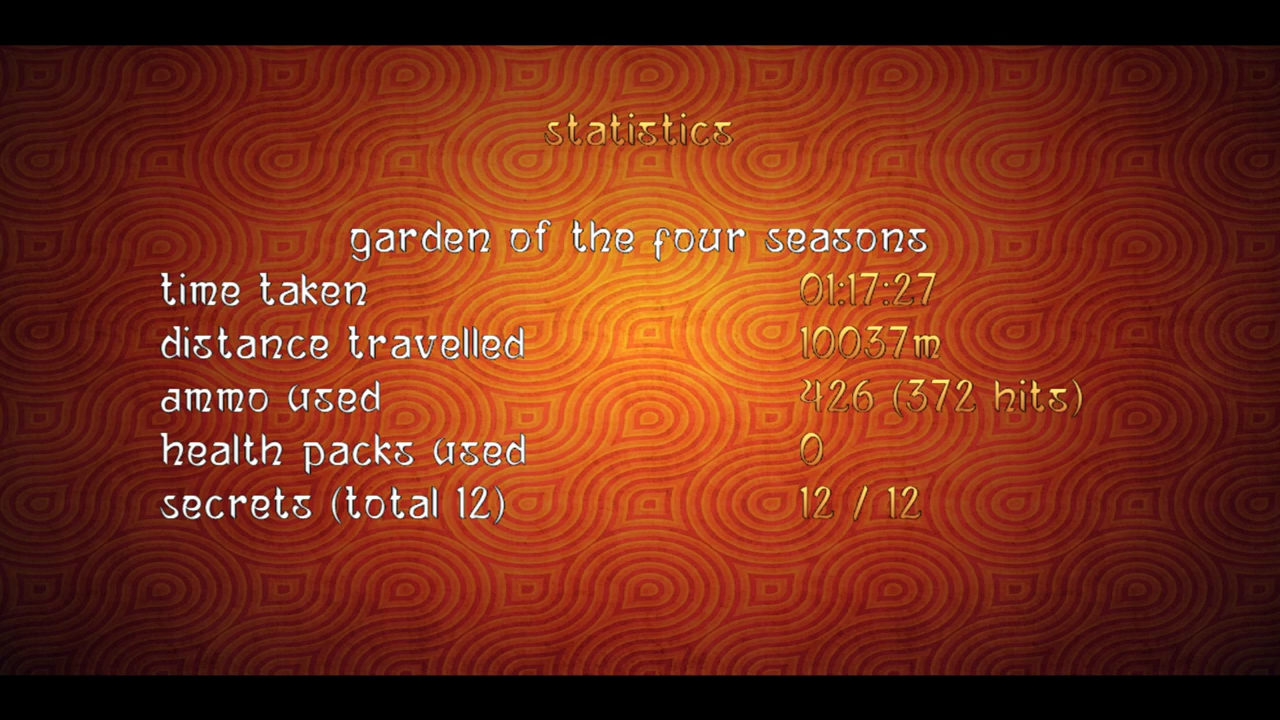 statistics
garden of the four seasons
time taken 01:17:27
distance travelled 10037m
ammo used 426 (372 hits)
health packs used 0
secrets (total 12) 12 / 12